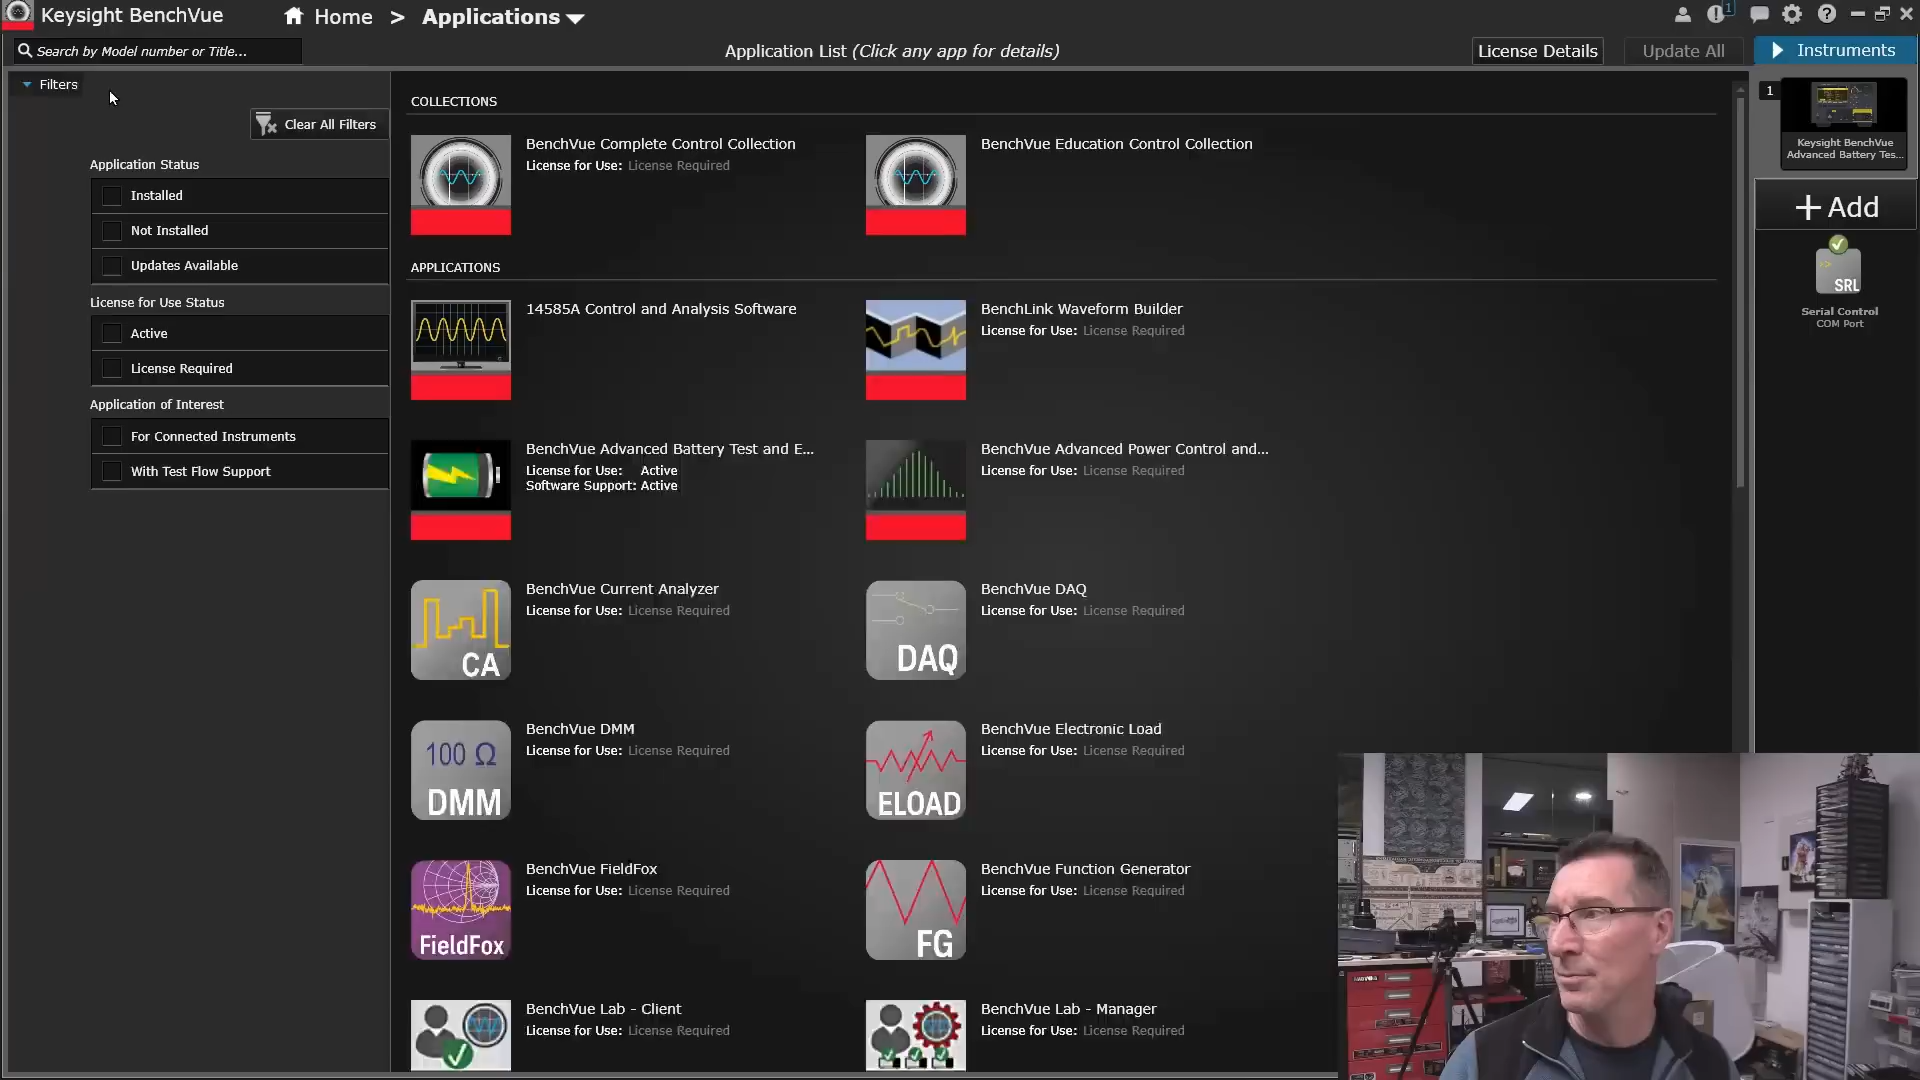 Keysight BenchVue
Home > Applications
1
Search by Model number or Title...
Application List (Click any app for details)
License Details
Update All
Instruments
Filters
Clear All Filters
Application Status
Installed
Not Installed
Updates Available
License for Use Status
Active
License Required
Application of Interest
For Connected Instruments
With Test Flow Support
COLLECTIONS
BenchVue Complete Control Collection
License for Use: License Required
BenchVue Education Control Collection
APPLICATIONS
14585A Control and Analysis Software
BenchLink Waveform Builder
License for Use: License Required
BenchVue Advanced Battery Test and E...
License for Use: Active
Software Support: Active
BenchVue Advanced Power Control and...
License for Use: License Required
CA
BenchVue Current Analyzer
License for Use: License Required
DAQ
BenchVue DAQ
License for Use: License Required
100 Ω
DMM
BenchVue DMM
License for Use: License Required
ELOAD
BenchVue Electronic Load
License for Use: License Required
FieldFox
BenchVue FieldFox
License for Use: License Required
FG
BenchVue Function Generator
License for Use: License Required
BenchVue Lab - Client
License for Use: License Required
BenchVue Lab - Manager
License for Use: License Required
1
Keysight BenchVue
Advanced Battery Tes...
+ Add
SRL
Serial Control
COM Port